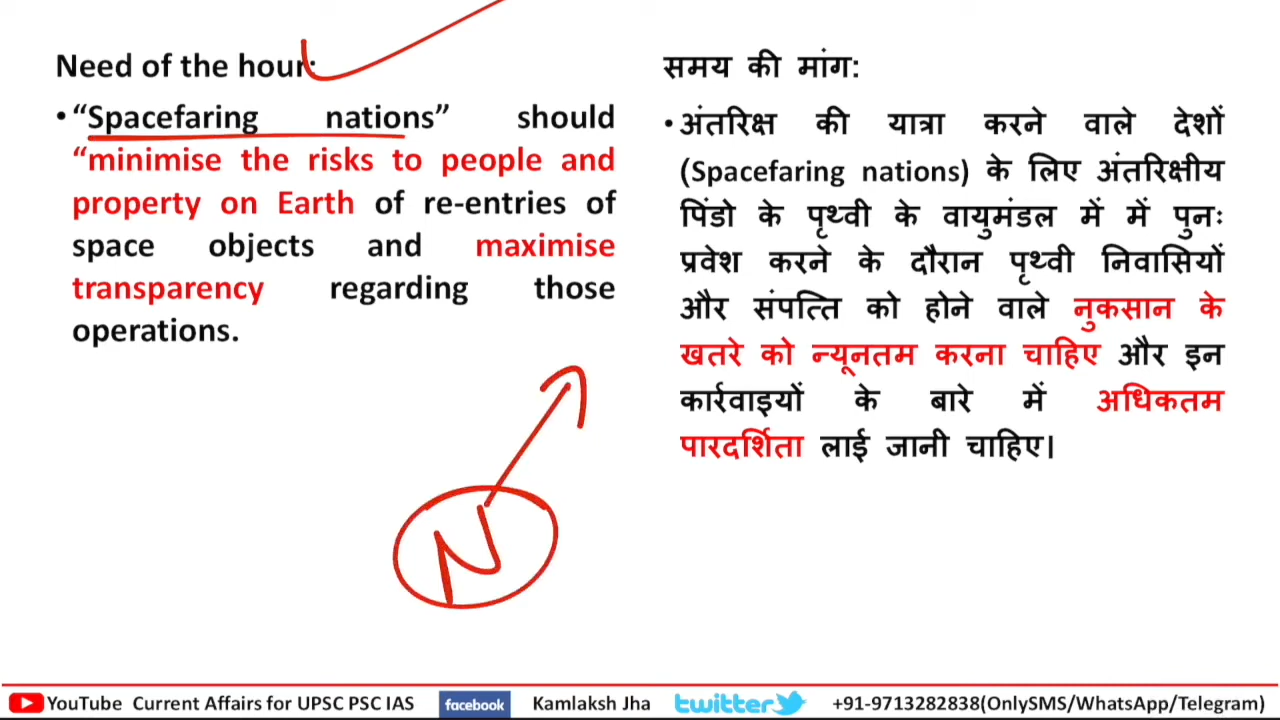 Need of the hour:
• “Spacefaring nations” should
“minimise the risks to people and
property on Earth of re-entries of
space objects and maximise
transparency regarding those
operations.
N
समय की मांग:
• अंतरिक्ष की यात्रा करने वाले देशों
(Spacefaring nations) के लिए अंतरिक्षीय
पिंडो के पृथ्वी के वायुमंडल में में पुनः
प्रवेश करने के दौरान पृथ्वी निवासियों
और संपत्ति को होने वाले नुकसान के
खतरे को न्यूनतम करना चाहिए और इन
कार्रवाइयों के बारे में अधिकतम
पारदर्शिता लाई जानी चाहिए।
YouTube Current Affairs for UPSC PSC IAS facebook Kamlaksh Jha twitter +91-9713282838(OnlySMS/WhatsApp/Telegram)